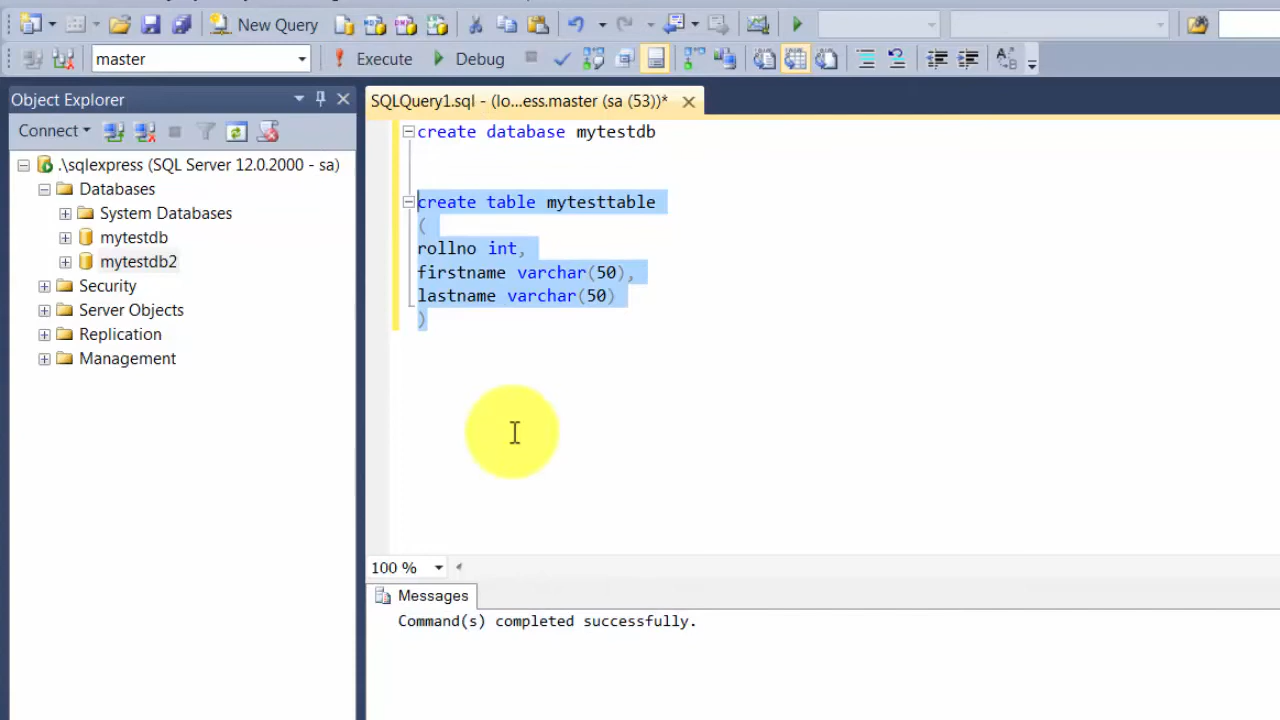 New Query
master
Execute
Debug
Object Explorer
SQLQuery1.sql - (lo...ess.master (sa (53))*
Connect
create database mytestdb
.\sqlexpress (SQL Server 12.0.2000 - sa)
Databases
create table mytesttable
System Databases
(
mytestdb
rollno int,
mytestdb2
firstname varchar(50),
Security
lastname varchar(50)
Server Objects
)
Replication
Management
100 %
Messages
Command(s) completed successfully.